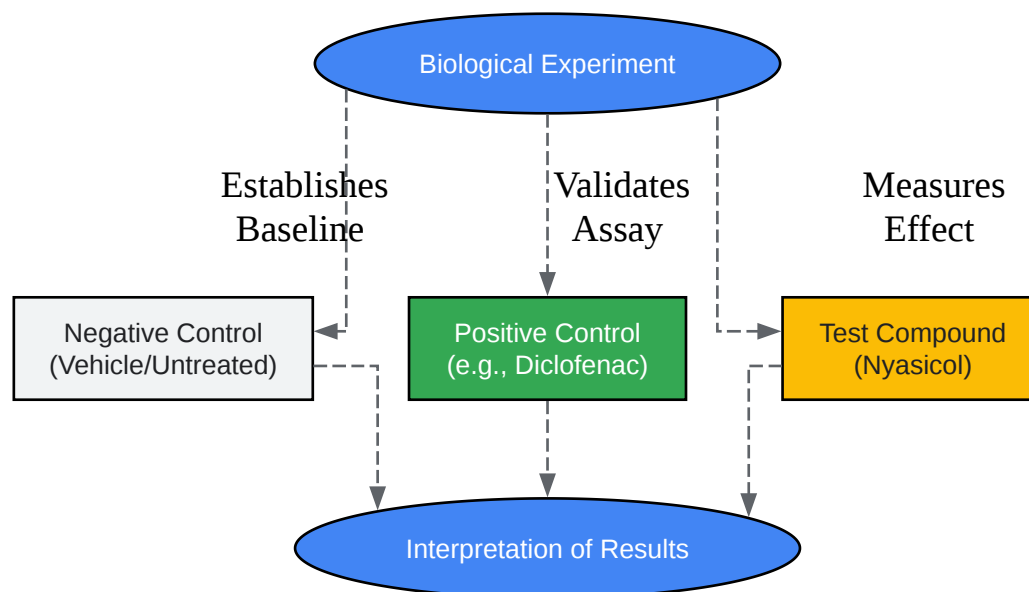 Biological Experiment
Establishes
Baseline
Validates
Assay
Measures
Effect
Negative Control
(Vehicle/Untreated)
Positive Control
(e.g., Diclofenac)
Test Compound
(Nyasicol)
Interpretation of Results